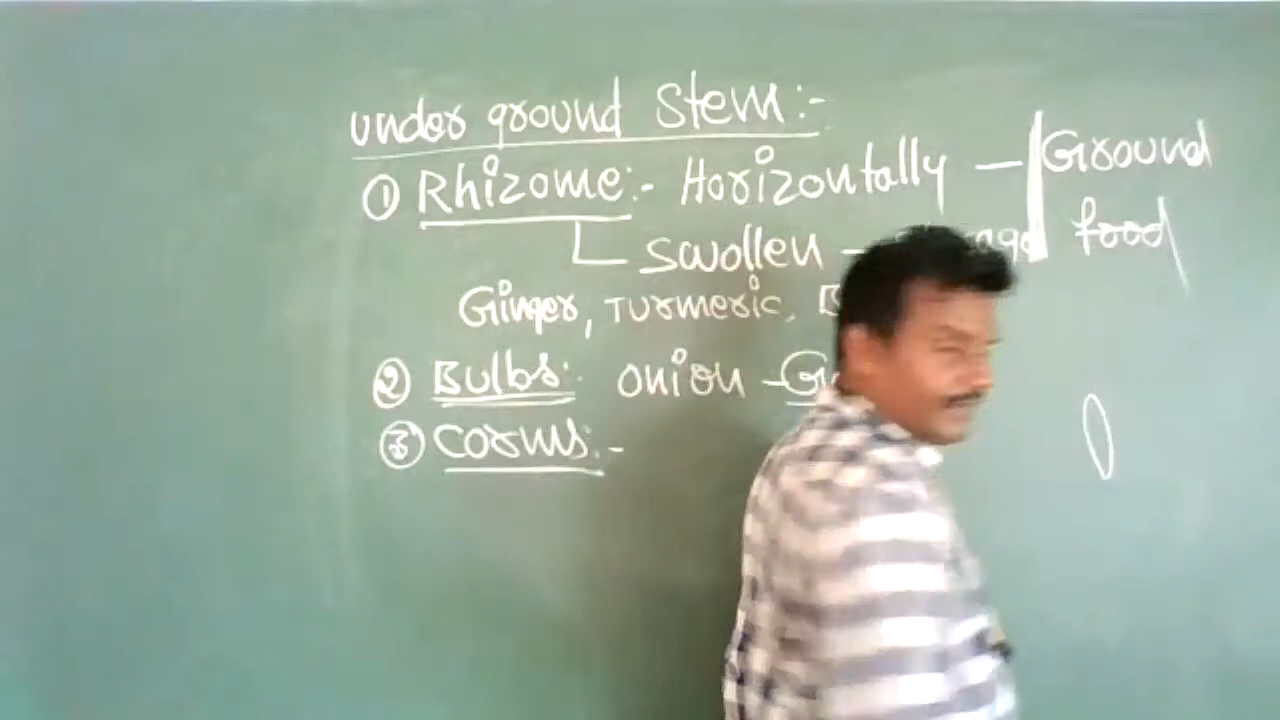 under ground Stem:-
① Rhizome:- Horizontally - Ground
swollen - food
Ginger, Turmeric,
② Bulbs: onion -
③ corms:-